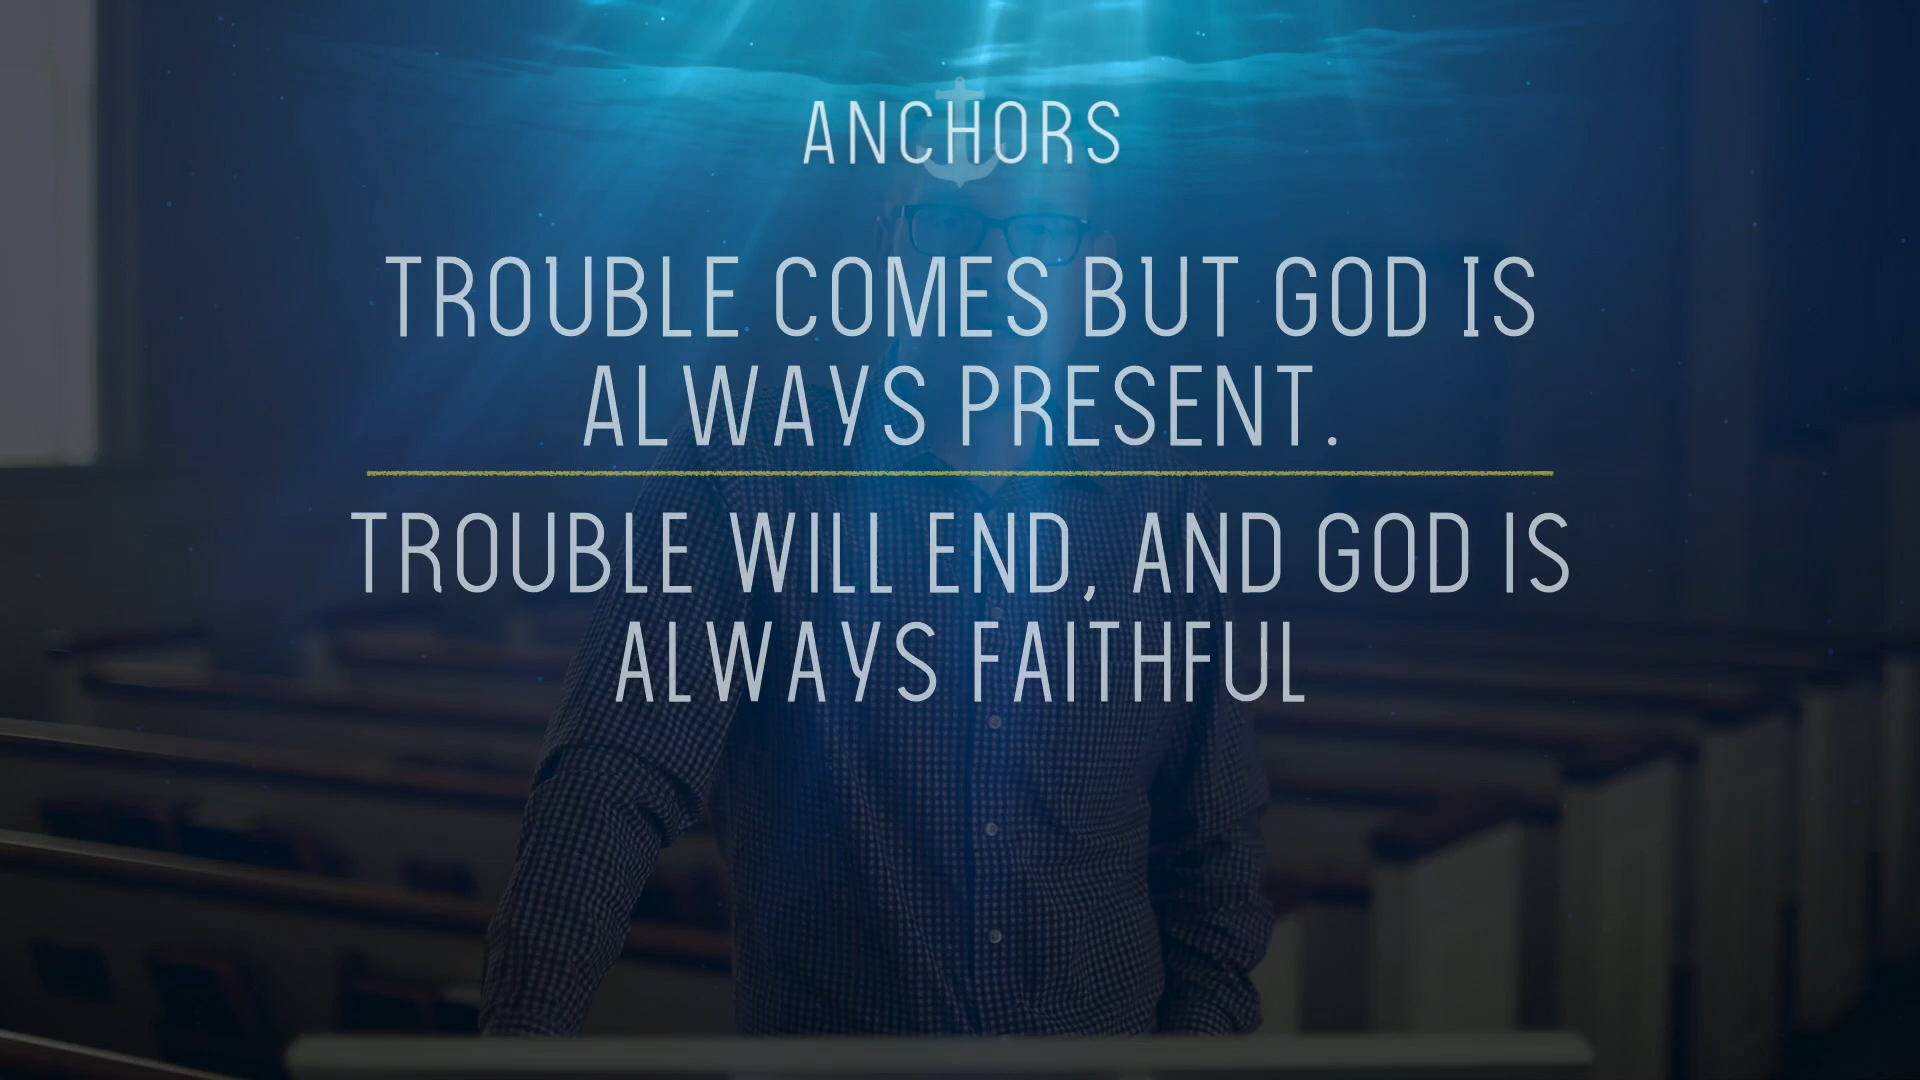 ANCHORS
TROUBLE COMES BUT GOD IS
ALWAYS PRESENT.
TROUBLE WILL END, AND GOD IS
ALWAYS FAITHFUL